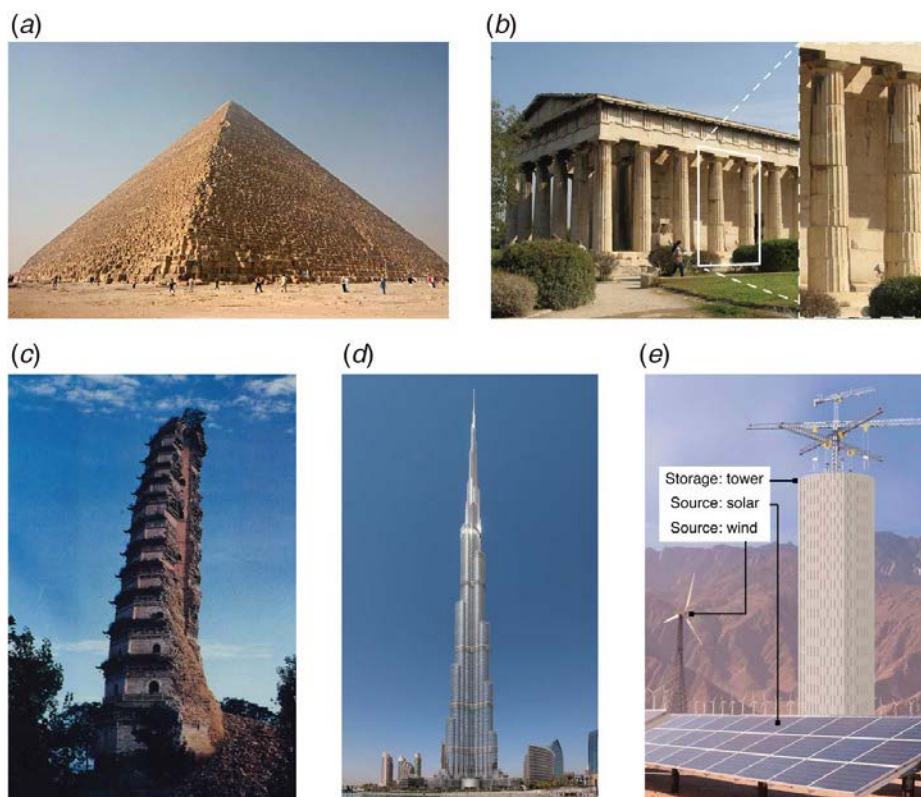 (a)
(b)
(c)
(d)
(e)
Storage: tower
Source: solar
Source: wind